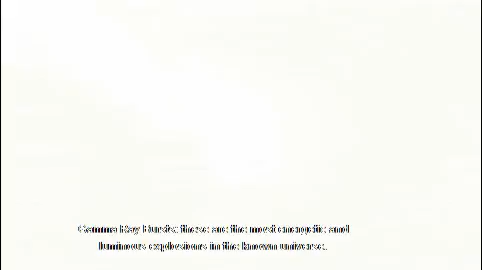 Gamma Ray Bursts: these are the most energetic and
luminous explosions in the known universe.